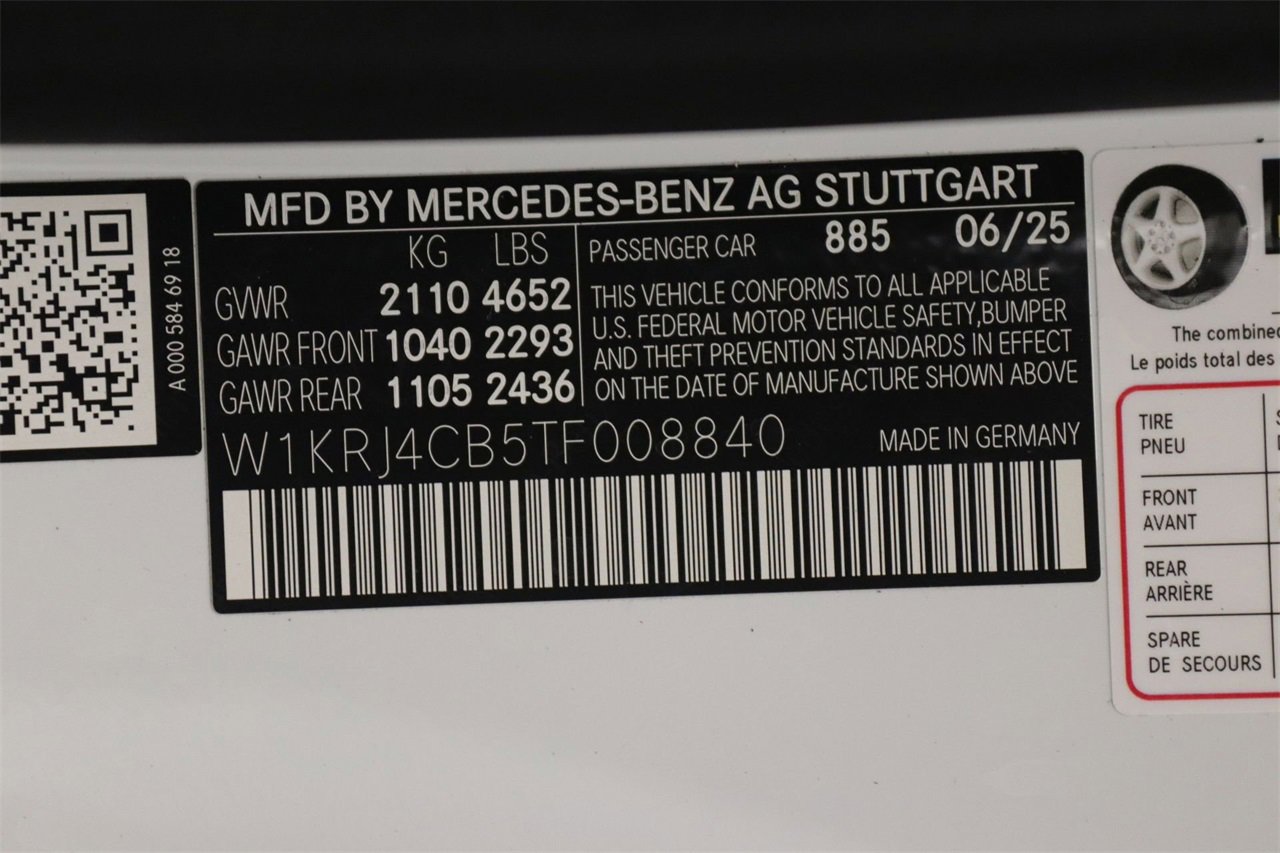 A 000 584 69 18
MFD BY MERCEDES-BENZ AG STUTTGART
KG LBS
GVWR 2110 4652
GAWR FRONT 1040 2293
GAWR REAR 1105 2436
PASSENGER CAR 885 06/25
THIS VEHICLE CONFORMS TO ALL APPLICABLE
U.S. FEDERAL MOTOR VEHICLE SAFETY,BUMPER
AND THEFT PREVENTION STANDARDS IN EFFECT
ON THE DATE OF MANUFACTURE SHOWN ABOVE
W1KRJ4CB5TF008840 MADE IN GERMANY
The combined
Le poids total des
TIRE
PNEU
FRONT
AVANT
REAR
ARRIÈRE
SPARE
DE SECOURS